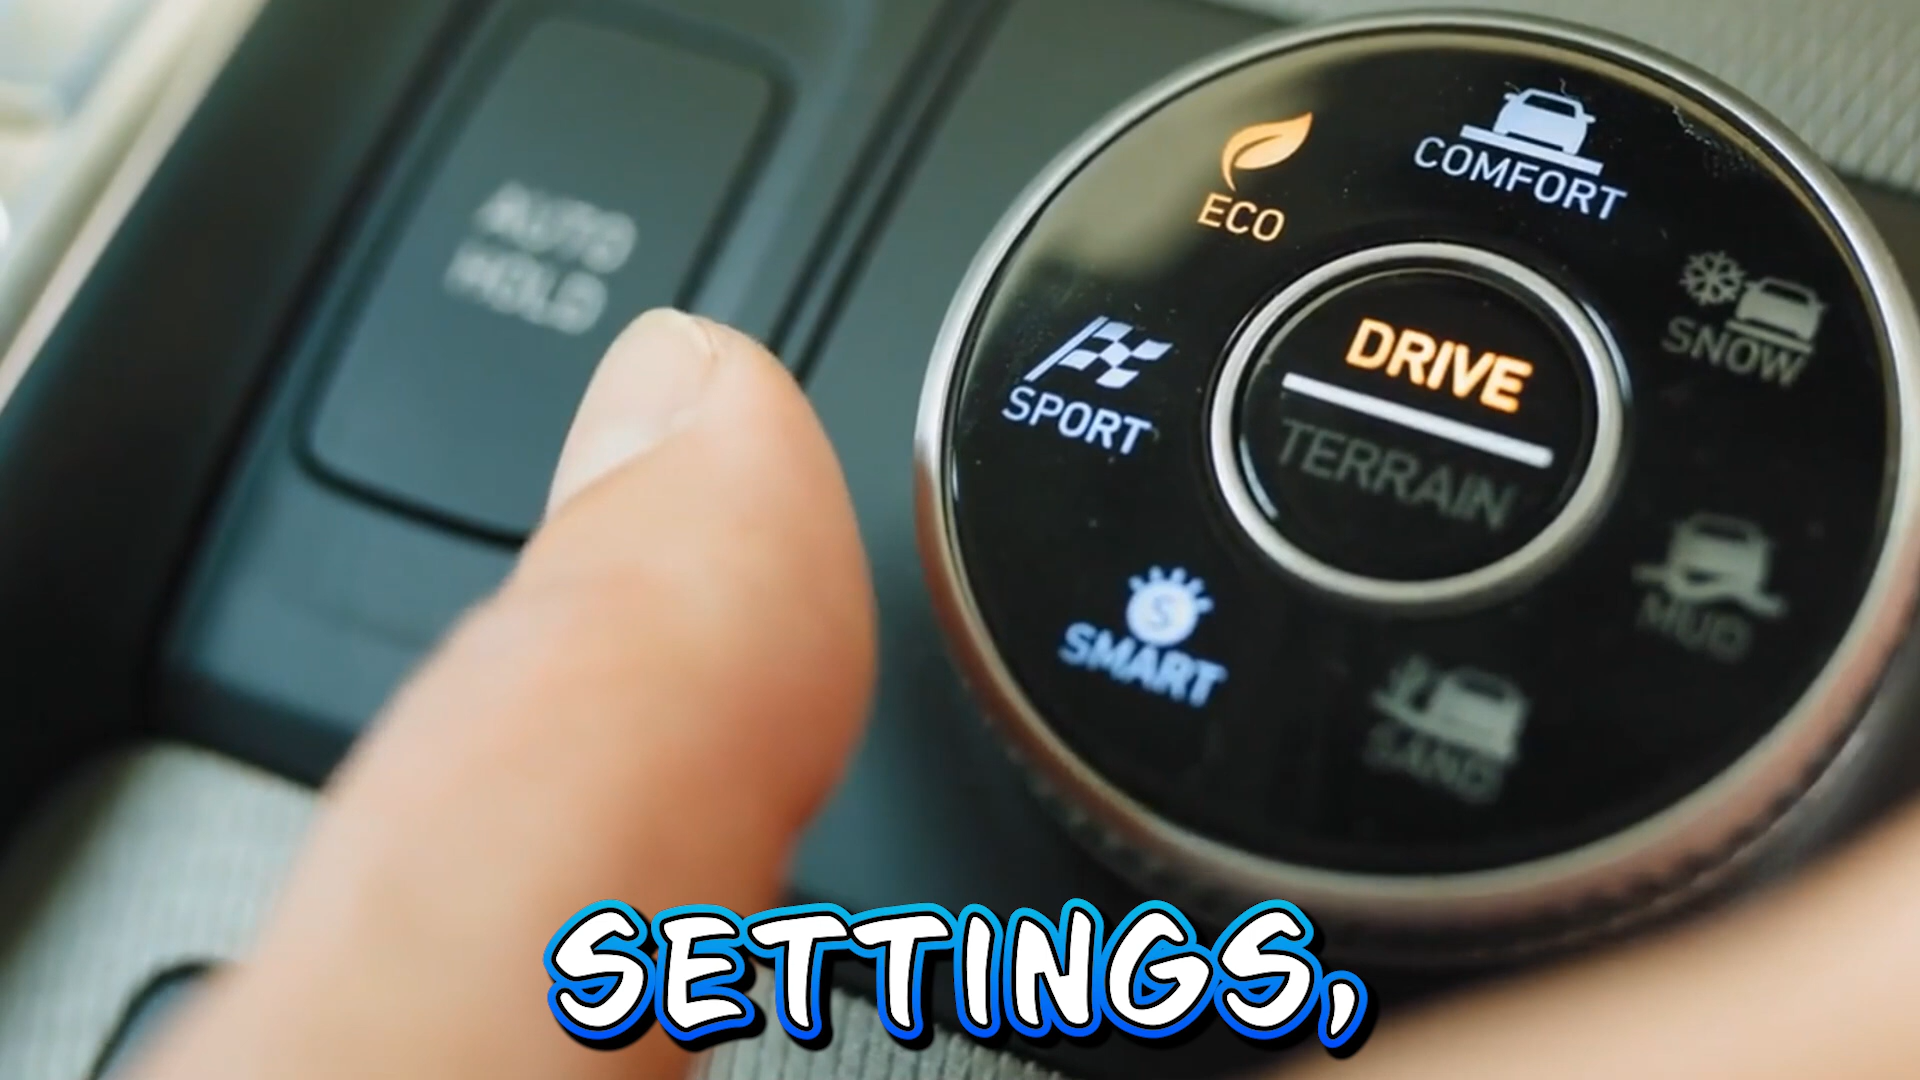 AUTO
HOLD
COMFORT
ECO
SNOW
DRIVE
SPORT
TERRAIN
MUD
SMART
SAND
SETTINGS,